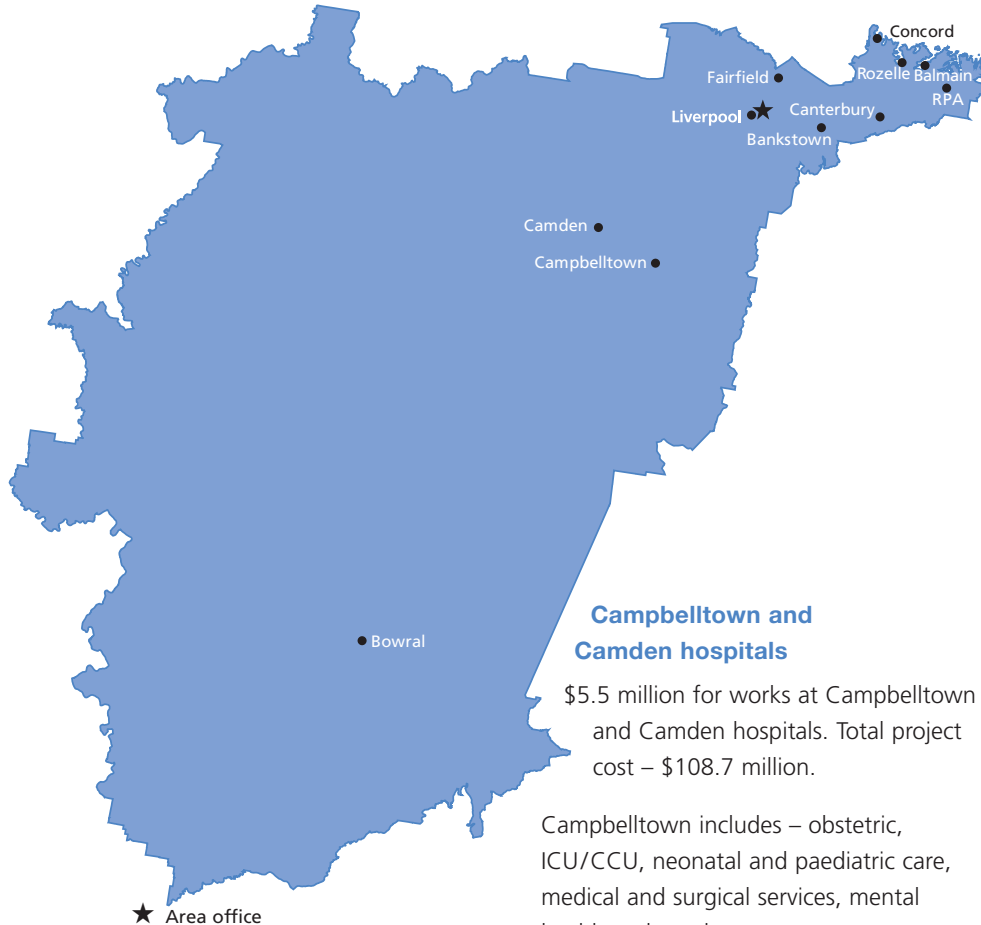 Concord
Rozelle
Balmain
Fairfield
RPA
Liverpool
Canterbury
Bankstown
Camden
Campbelltown
Bowral
Campbelltown and
Camden hospitals
$5.5 million for works at Campbelltown
and Camden hospitals. Total project
cost – $108.7 million.
Campbelltown includes – obstetric,
ICU/CCU, neonatal and paediatric care,
medical and surgical services, mental
★ Area office